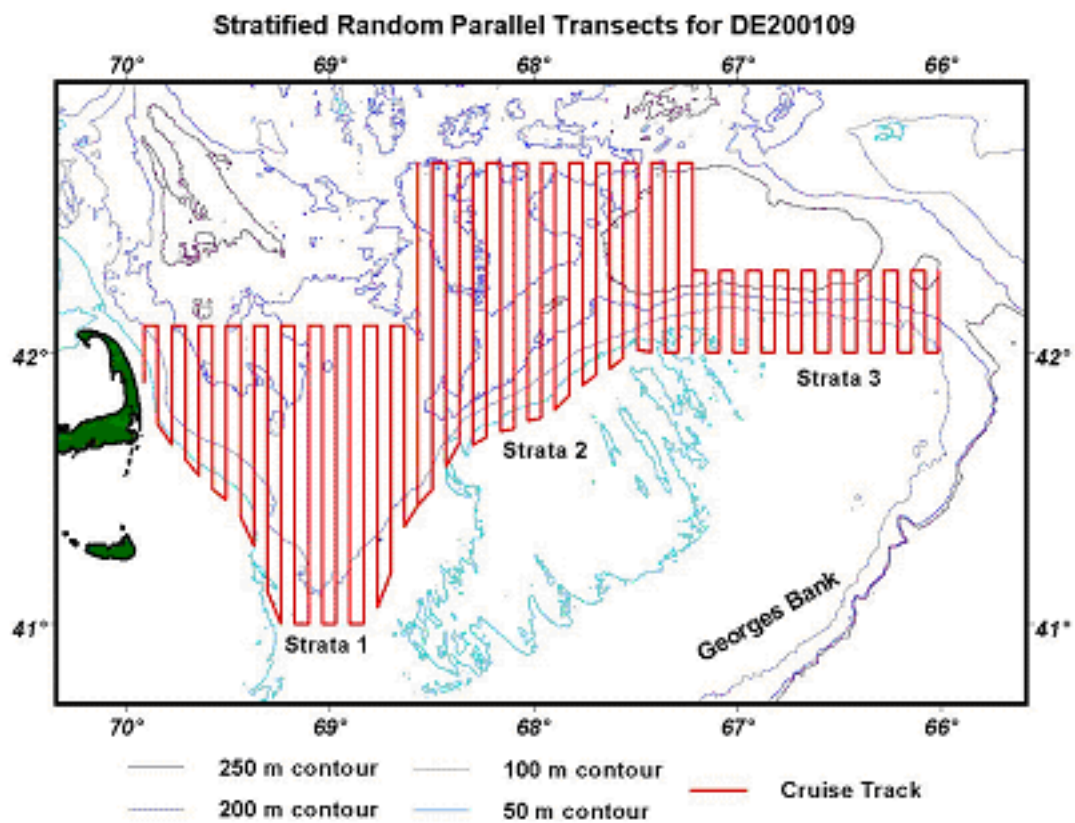 Stratified Random Parallel Transects for DE200109
70° 69° 68° 67° 66°
42° 42°
Strata 3
Strata 2
Strata 1
Georges Bank
41° 41°
70° 69° 68° 67° 66°
250 m contour 100 m contour Cruise Track
200 m contour 50 m contour